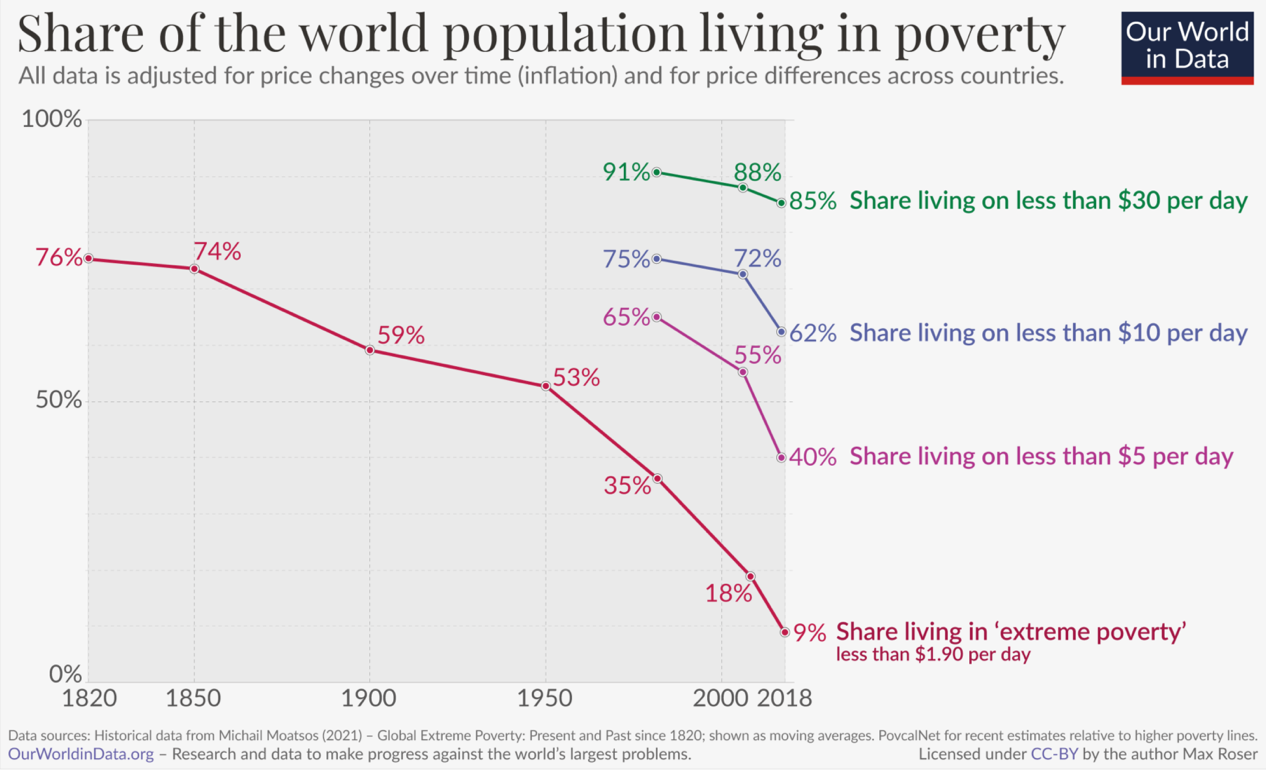 Share of the world population living in poverty
Our World
in Data
All data is adjusted for price changes over time (inflation) and for price differences across countries.
100%
91%
88%
85% Share living on less than $30 per day
76%
74%
75%
72%
62% Share living on less than $10 per day
65%
59%
55%
53%
50%
40% Share living on less than $5 per day
35%
18%
9% Share living in ‘extreme poverty’
less than $1.90 per day
0%
1820 1850 1900 1950 2000 2018
Data sources: Historical data from Michail Moatsos (2021) – Global Extreme Poverty: Present and Past since 1820; shown as moving averages. PovcalNet for recent estimates relative to higher poverty lines.
OurWorldinData.org – Research and data to make progress against the world’s largest problems.
Licensed under CC-BY by the author Max Roser